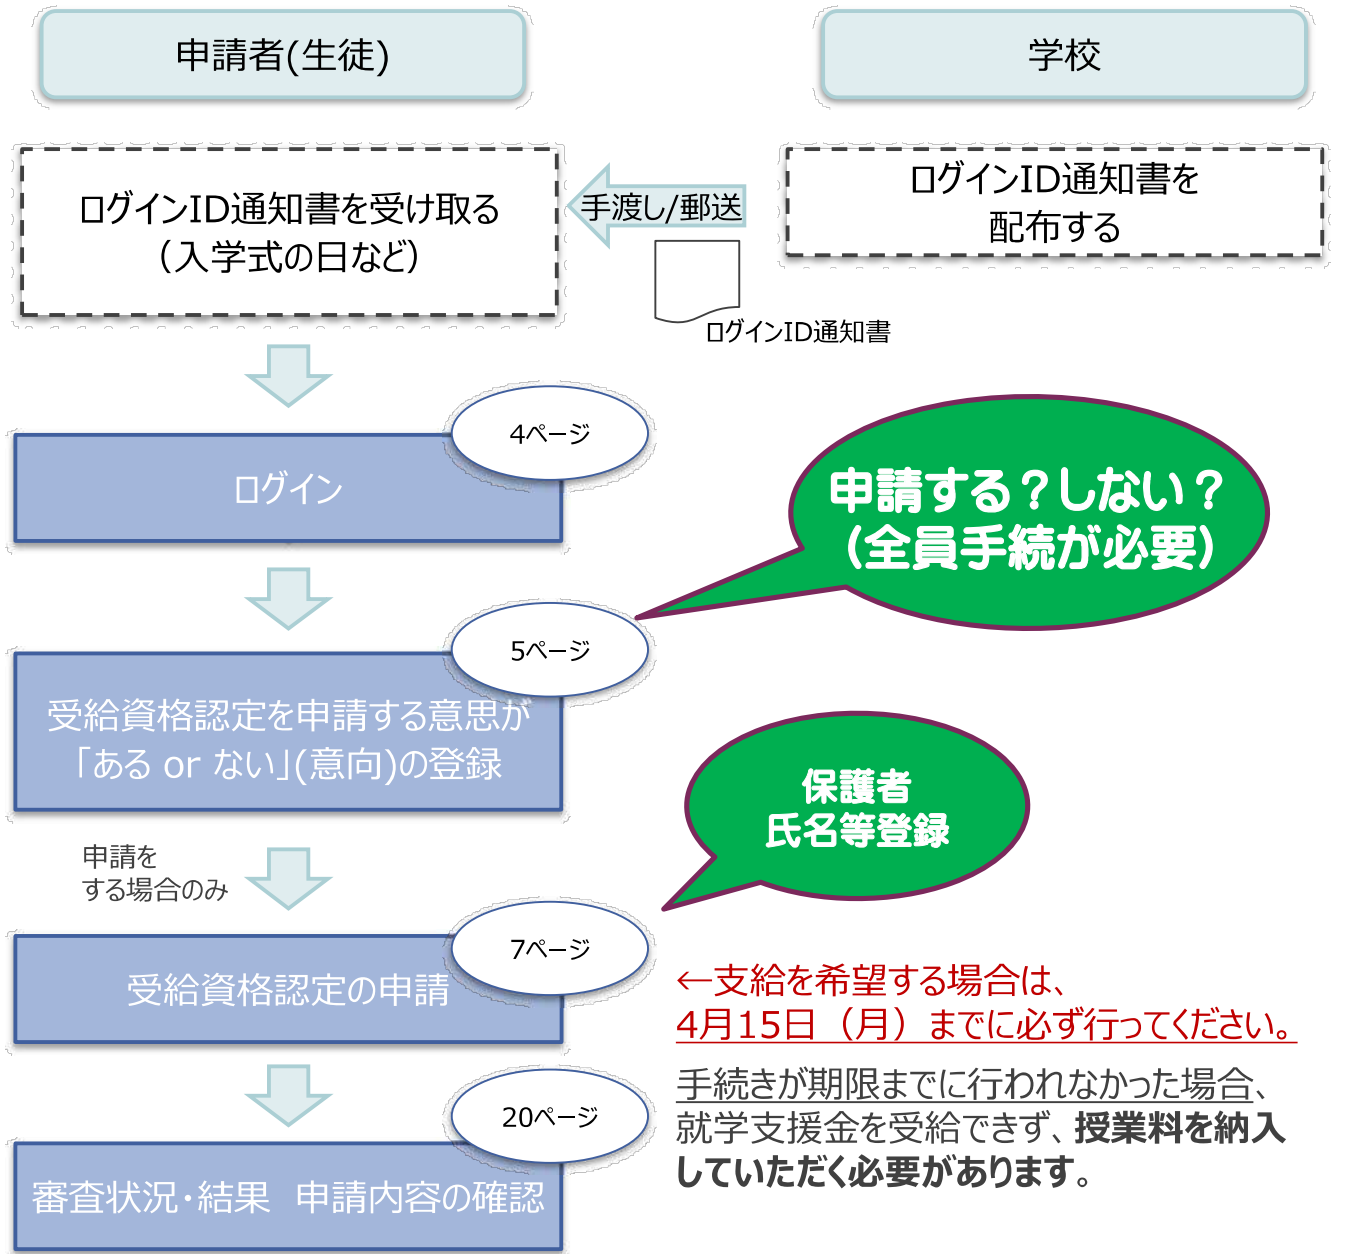 申請者(生徒)
学校
ログインID通知書を受け取る
（入学式の日など）
手渡し/郵送
ログインID通知書を
配布する
ログインID通知書
4ページ
ログイン
申請する？しない？
(全員手続が必要)
5ページ
受給資格認定を申請する意思が
「ある or ない」(意向)の登録
保護者
氏名等登録
申請を
する場合のみ
7ページ
受給資格認定の申請
←支給を希望する場合は、
4月15日（月）までに必ず行ってください。
手続きが期限までに行われなかった場合、
就学支援金を受給できず、授業料を納入
していただく必要があります。
20ページ
審査状況・結果　申請内容の確認